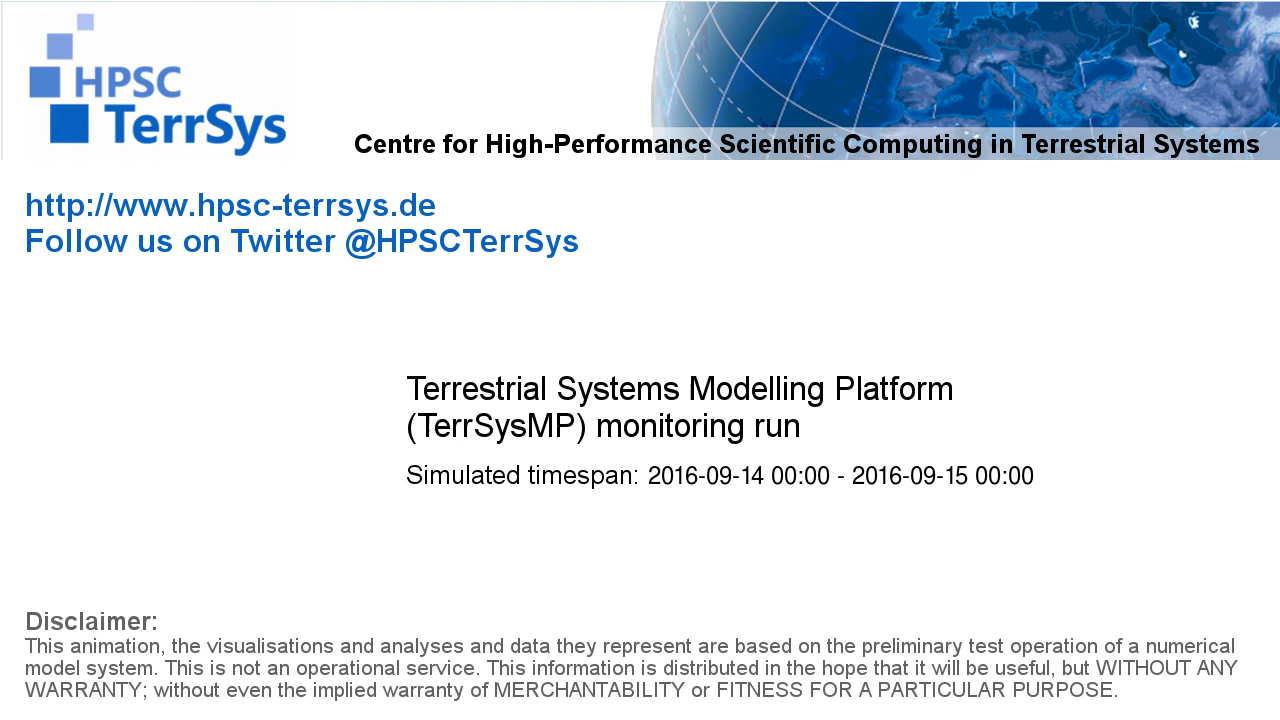 HPSC
TerrSys
Centre for High-Performance Scientific Computing in Terrestrial Systems
http://www.hpsc-terrsys.de
Follow us on Twitter @HPSCTerrSys
Terrestrial Systems Modelling Platform
(TerrSysMP) monitoring run
Simulated timespan: 2016-09-14 00:00 - 2016-09-15 00:00
Disclaimer:
This animation, the visualisations and analyses and data they represent are based on the preliminary test operation of a numerical
model system. This is not an operational service. This information is distributed in the hope that it will be useful, but WITHOUT ANY
WARRANTY; without even the implied warranty of MERCHANTABILITY or FITNESS FOR A PARTICULAR PURPOSE.